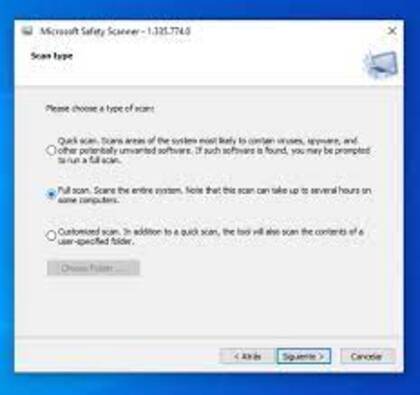 Microsoft Safety Scanner - 1.335.774.0
Scan type
Please choose a type of scan:
Quick scan. Scans areas of the system most likely to contain viruses, spyware, and
other potentially unwanted software. If such software is found, you may be prompted
to run a full scan.
Full scan. Scans the entire system. Note that this scan can take up to several hours on
some computers.
Customized scan. In addition to a quick scan, the tool will also scan the contents of a
user-specified folder.
Choose Folder ...
< Atrás
Siguiente >
Cancelar